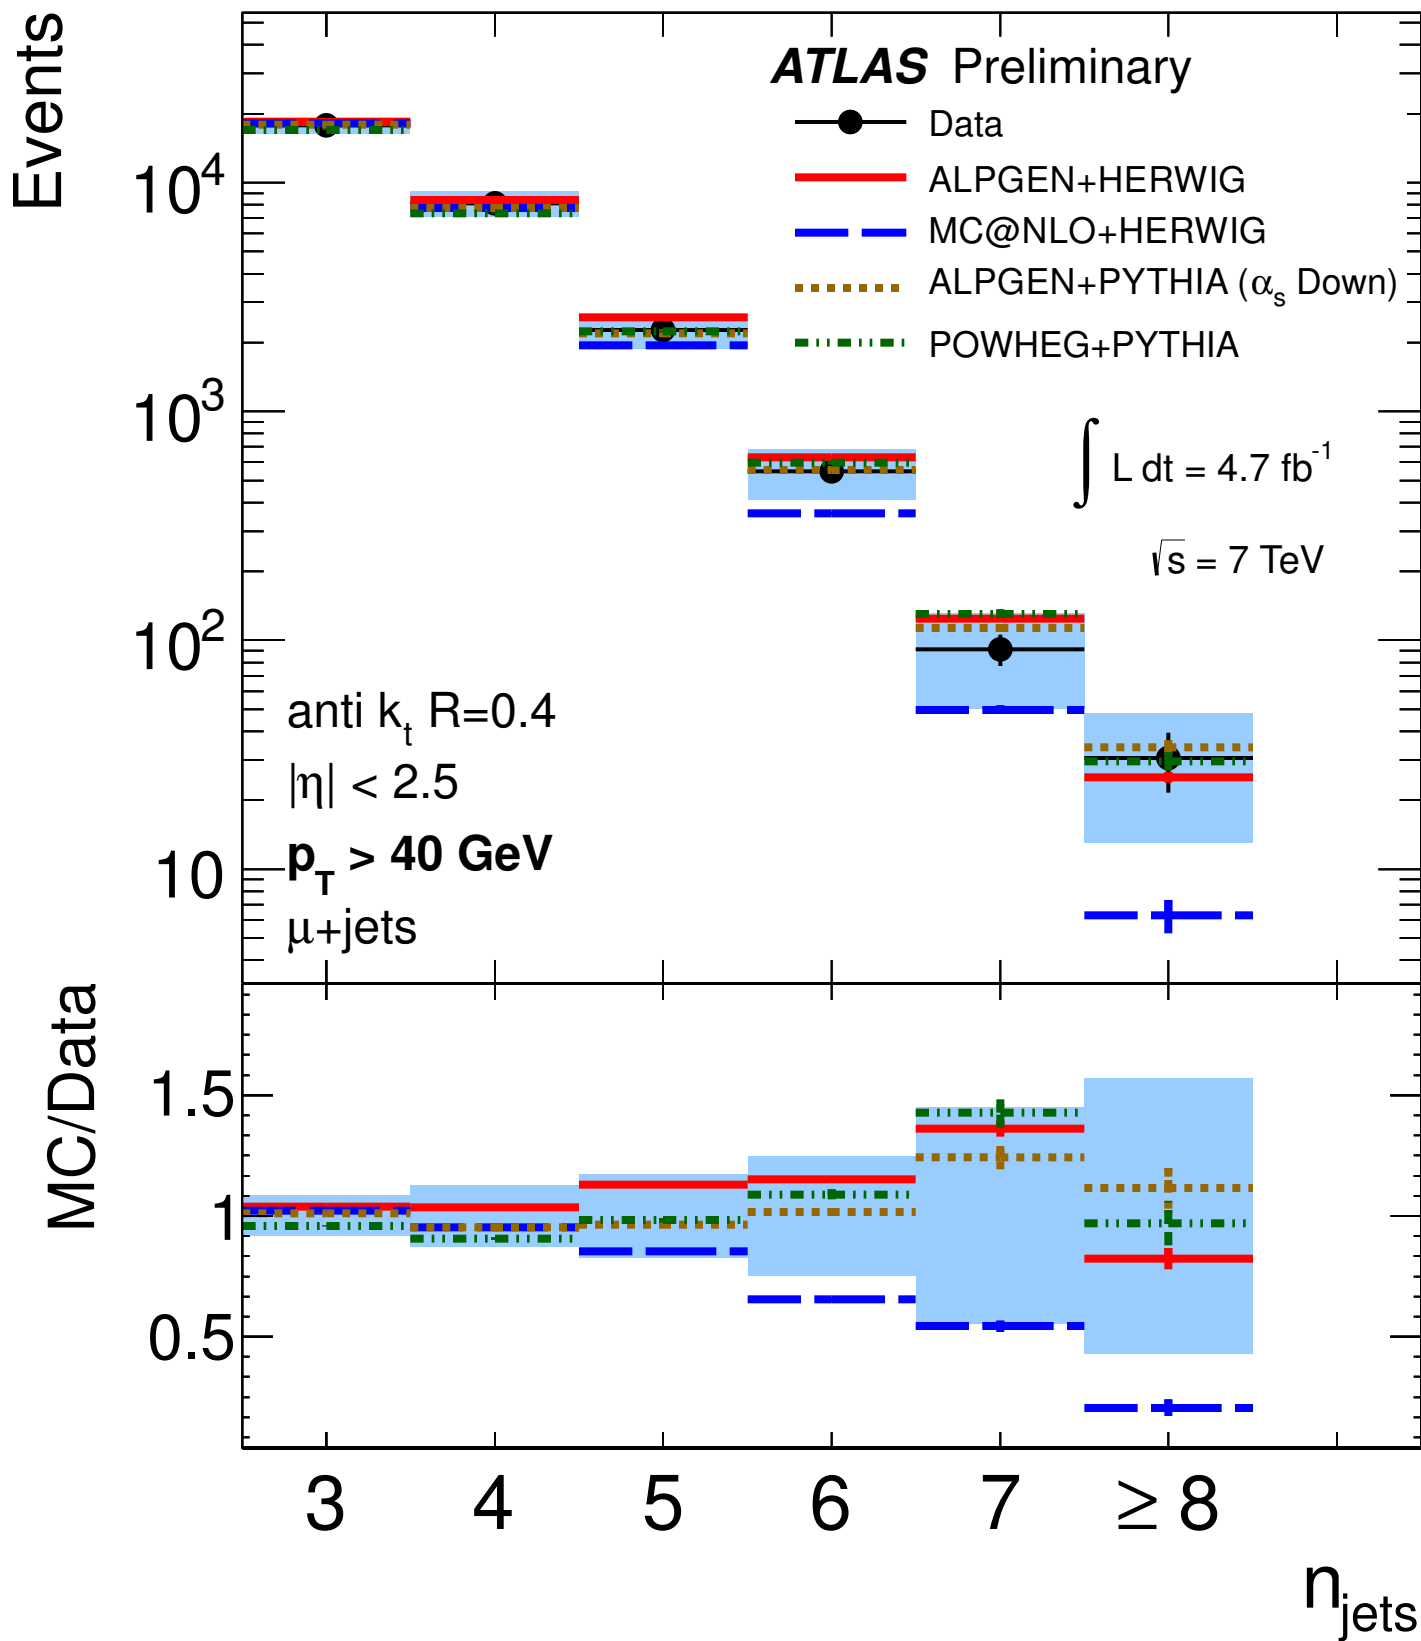 Events
ATLAS Preliminary
Data
ALPGEN+HERWIG
MC@NLO+HERWIG
ALPGEN+PYTHIA (αs Down)
POWHEG+PYTHIA
∫ L dt = 4.7 fb-1
√s = 7 TeV
10^4
10^3
10^2
10
anti kt R=0.4
|η| < 2.5
pT > 40 GeV
μ+jets
MC/Data
1.5
1
0.5
3 4 5 6 7 ≥ 8
njets